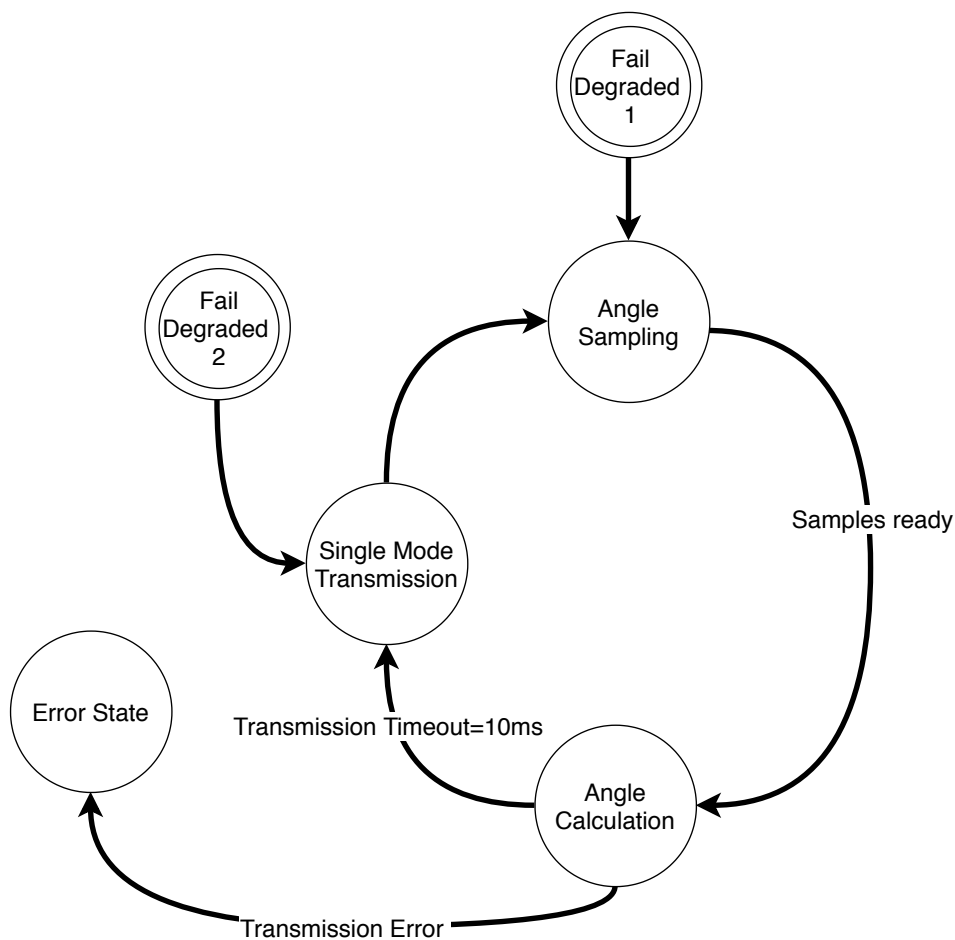 Fail
Degraded
1
Fail
Degraded
2
Angle
Sampling
Samples ready
Single Mode
Transmission
Error State
Transmission Timeout=10ms
Angle
Calculation
Transmission Error